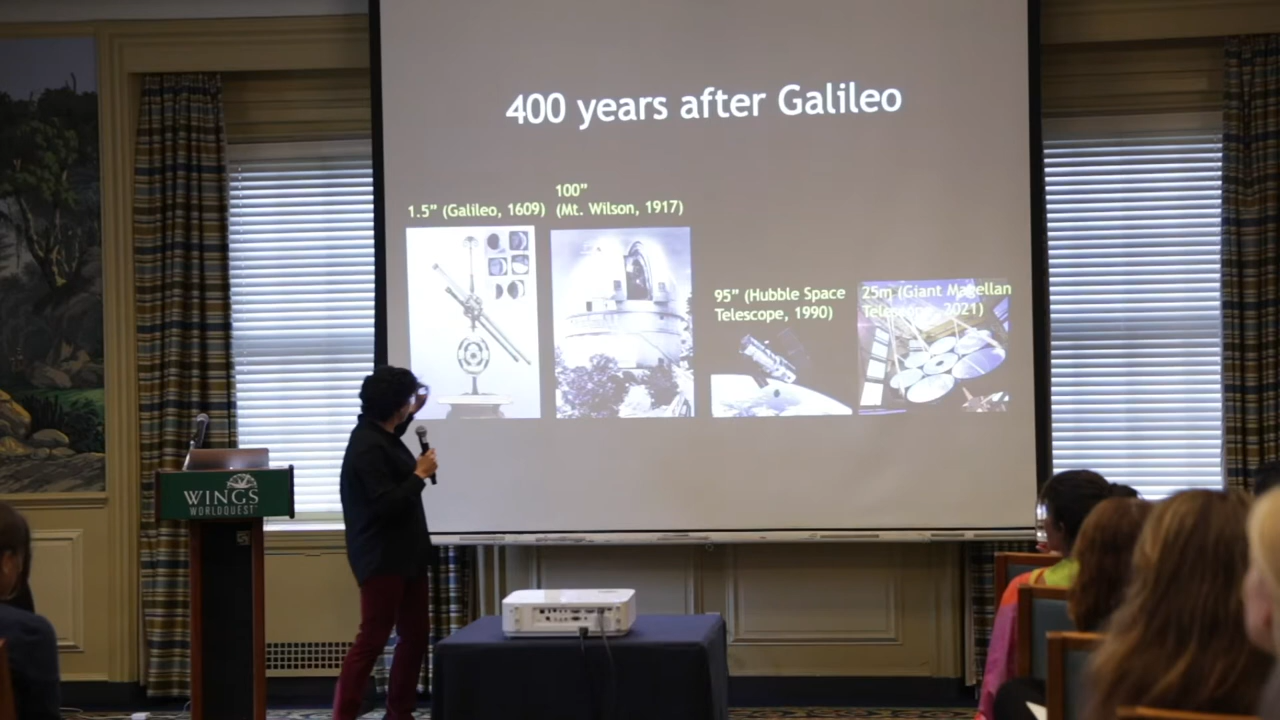 400 years after Galileo
1.5” (Galileo, 1609)
100”
(Mt. Wilson, 1917)
95” (Hubble Space
Telescope, 1990)
25m (Giant Magellan
Telescope, 2021)
WINGS
WORLDQUEST